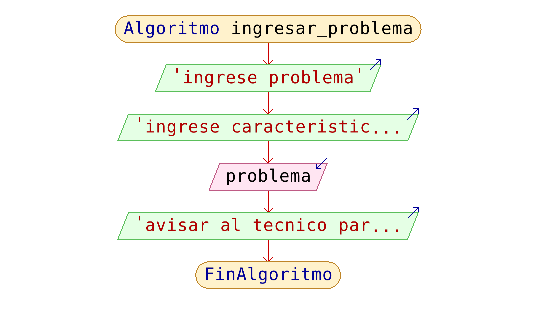 Algoritmo ingresar_problema
'ingrese problema'
'ingrese caracteristic...
problema
'avisar al tecnico par...
FinAlgoritmo